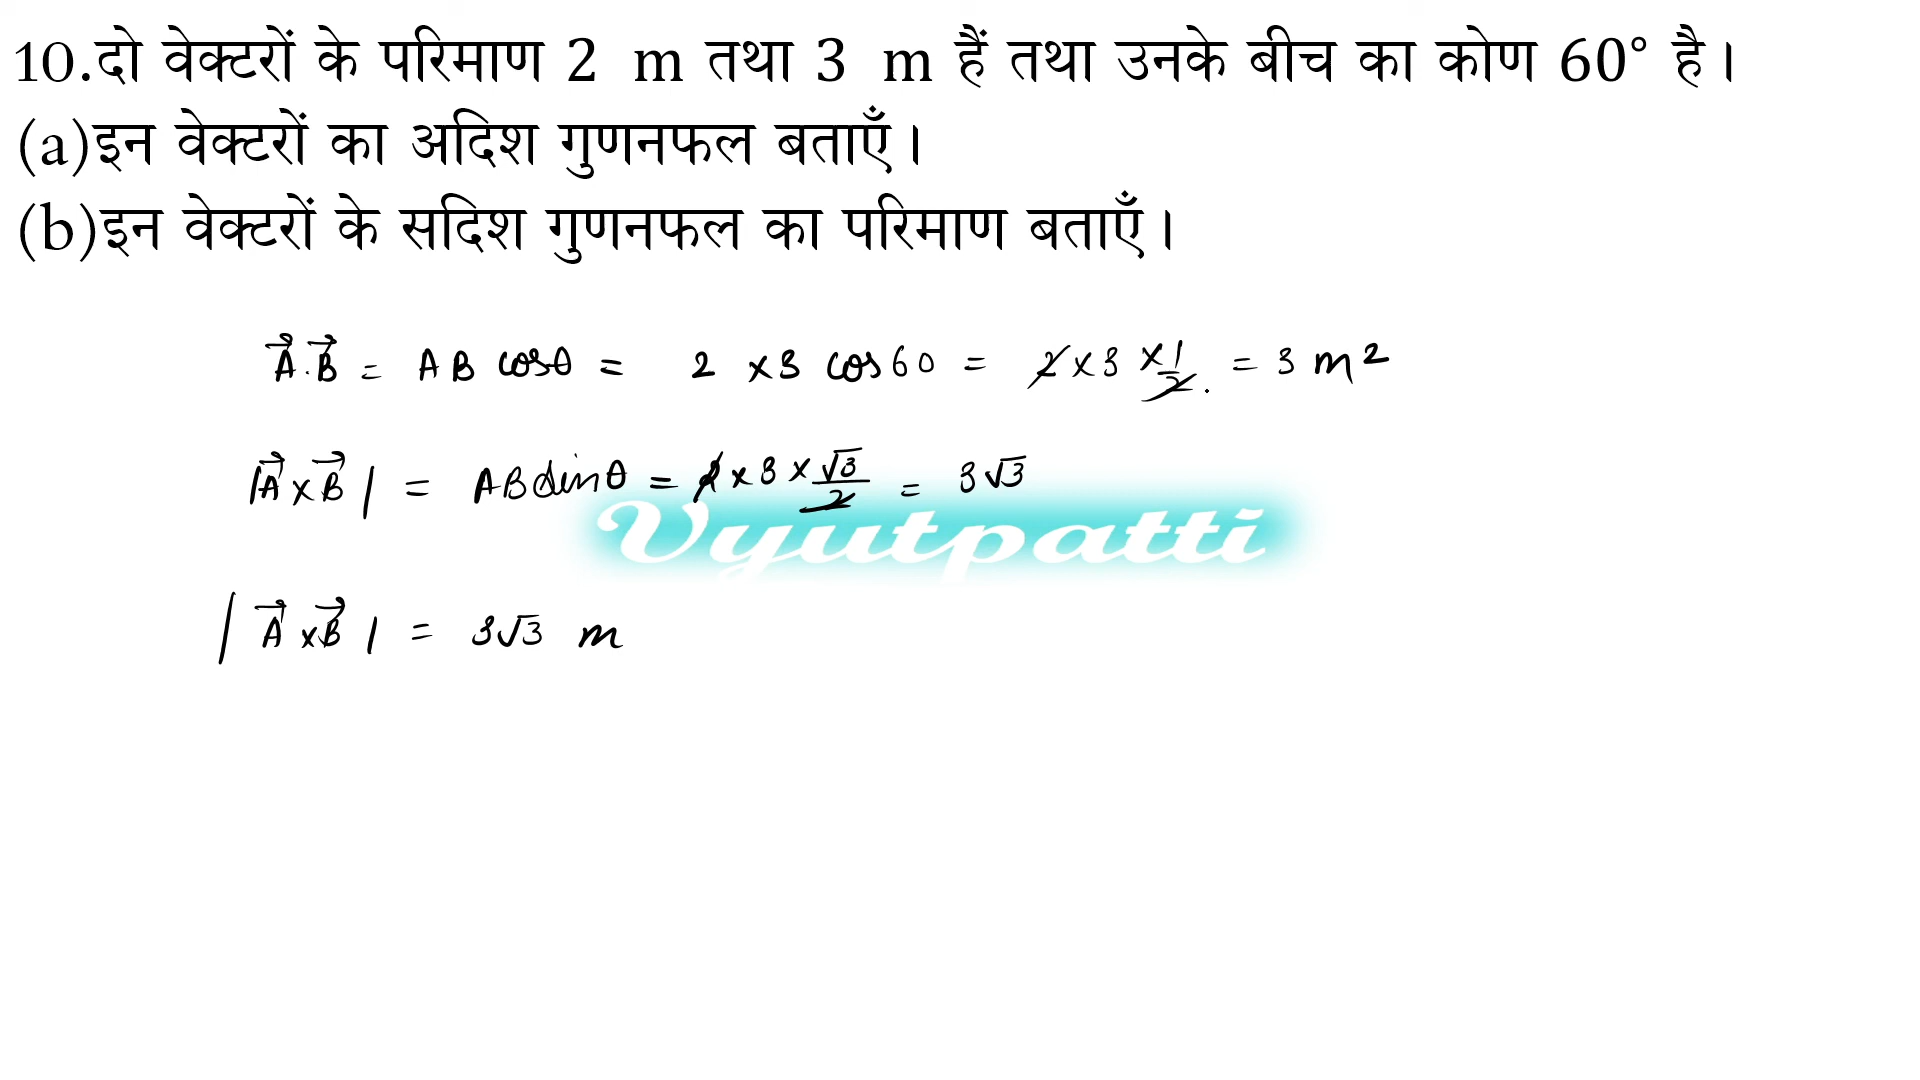 10.दो वेक्टरों के परिमाण 2 m तथा 3 m हैं तथा उनके बीच का कोण 60° है।
(a)इन वेक्टरों का अदिश गुणनफल बताएँ।
(b)इन वेक्टरों के सदिश गुणनफल का परिमाण बताएँ।
A⃗.B⃗ = AB cosθ = 2 ×3 cos60 = 2×3 ×1/2 = 3 m²
|A⃗×B⃗| = ABsinθ = 2×3×√3/2 = 3√3
Vyutpatti
|A⃗×B⃗| = 3√3 m